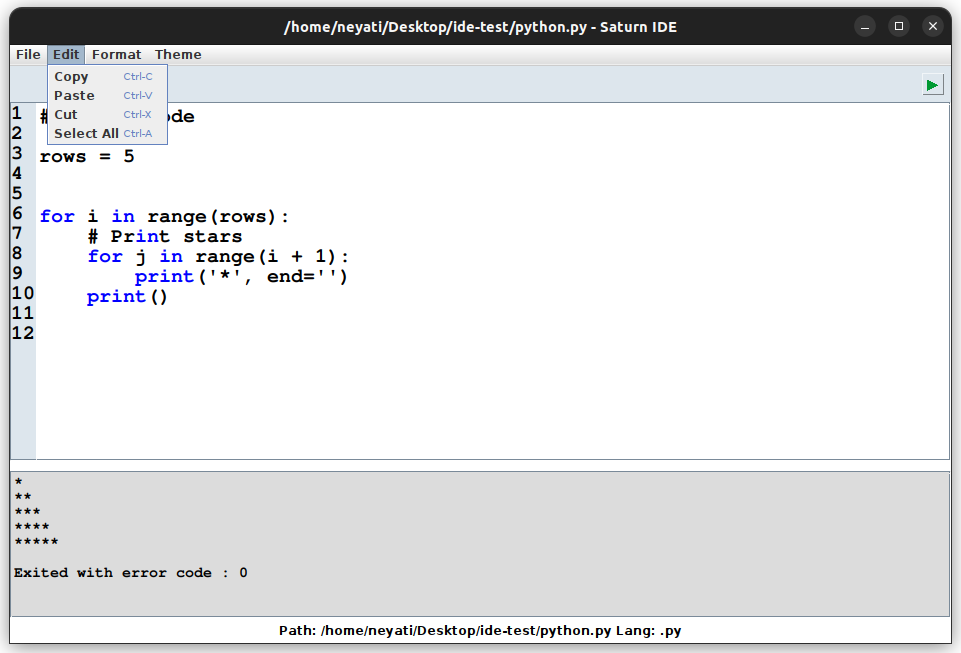 /home/neyati/Desktop/ide-test/python.py - Saturn IDE
File Edit Format Theme
Copy Ctrl-C
Paste Ctrl-V
Cut Ctrl-X
Select All Ctrl-A
1 #
2
3 rows = 5
4
5
6 for i in range(rows):
7     # Print stars
8     for j in range(i + 1):
9         print('*', end='')
10     print()
11
12
*
**
***
****
*****
Exited with error code : 0
Path: /home/neyati/Desktop/ide-test/python.py Lang: .py